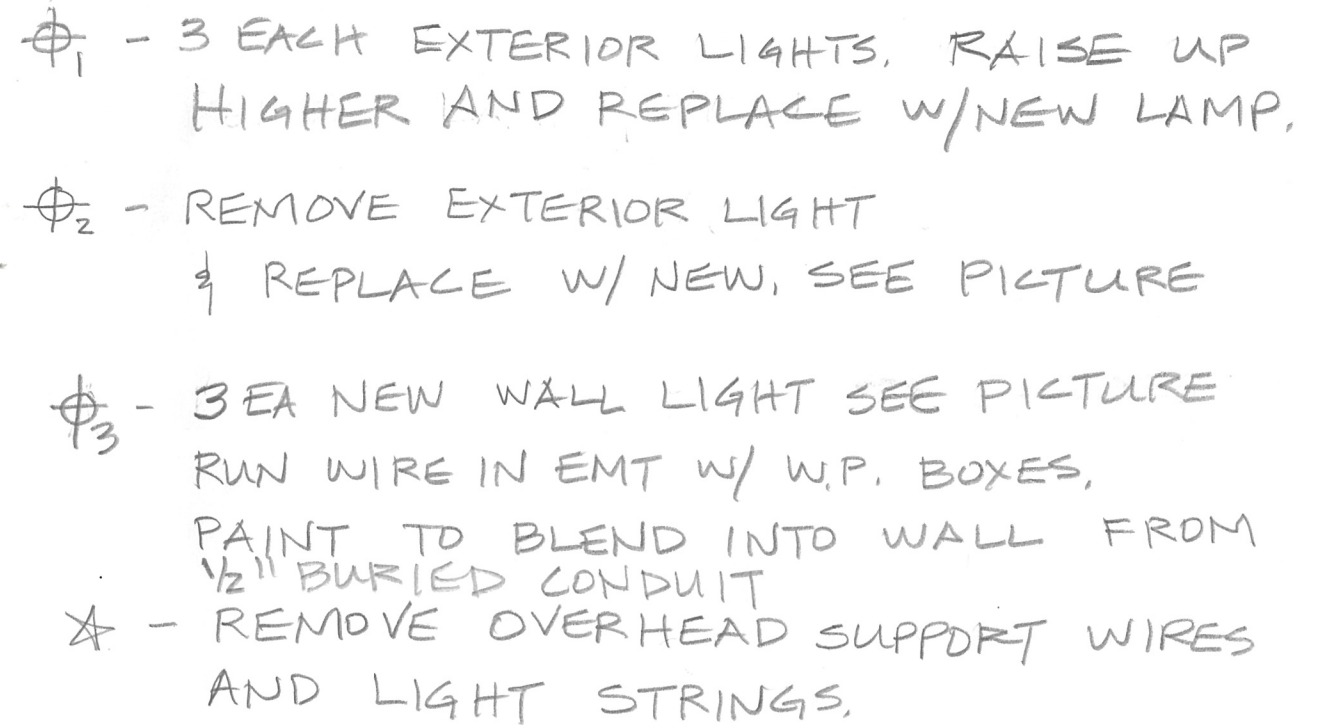 ⌖1 - 3 EACH EXTERIOR LIGHTS. RAISE UP
HIGHER AND REPLACE W/NEW LAMP.
⌖2 - REMOVE EXTERIOR LIGHT
& REPLACE W/ NEW, SEE PICTURE
⌖3 - 3 EA NEW WALL LIGHT SEE PICTURE
RUN WIRE IN EMT W/ W.P. BOXES,
PAINT TO BLEND INTO WALL FROM
1/2" BURIED CONDUIT
☆ - REMOVE OVERHEAD SUPPORT WIRES
AND LIGHT STRINGS.